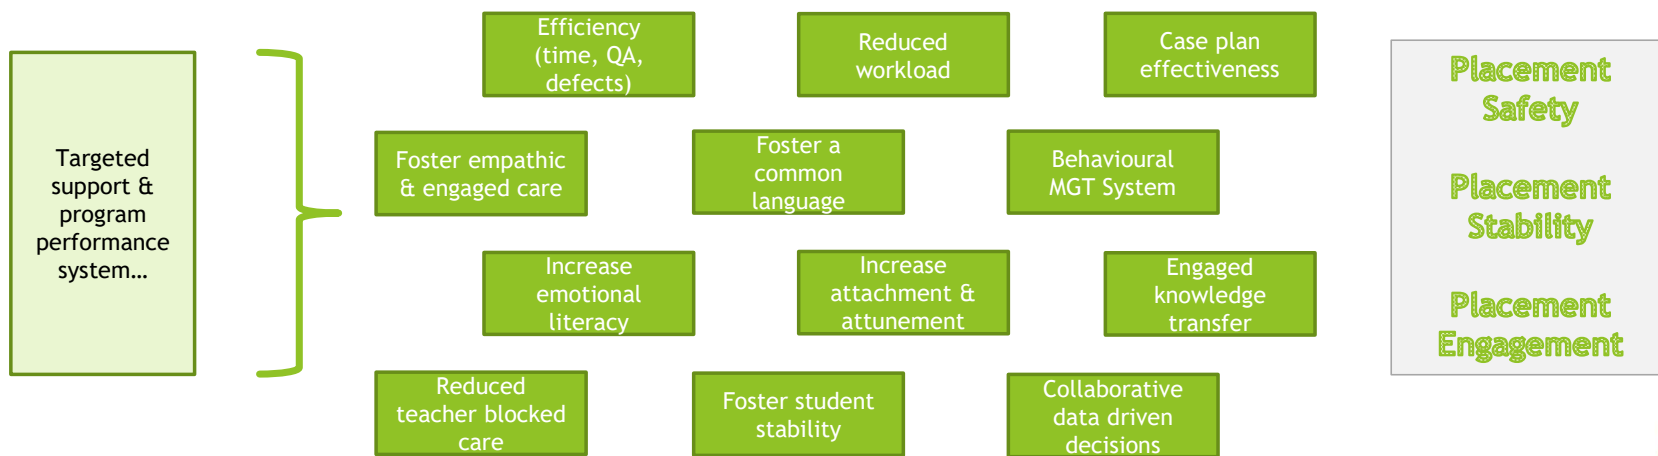 Targeted
support &
program
performance
system…
Efficiency
(time, QA,
defects)
Reduced
workload
Case plan
effectiveness
Foster empathic
& engaged care
Foster a
common
language
Behavioural
MGT System
Increase
emotional
literacy
Increase
attachment &
attunement
Engaged
knowledge
transfer
Reduced
teacher blocked
care
Foster student
stability
Collaborative
data driven
decisions
Placement
Safety
Placement
Stability
Placement
Engagement